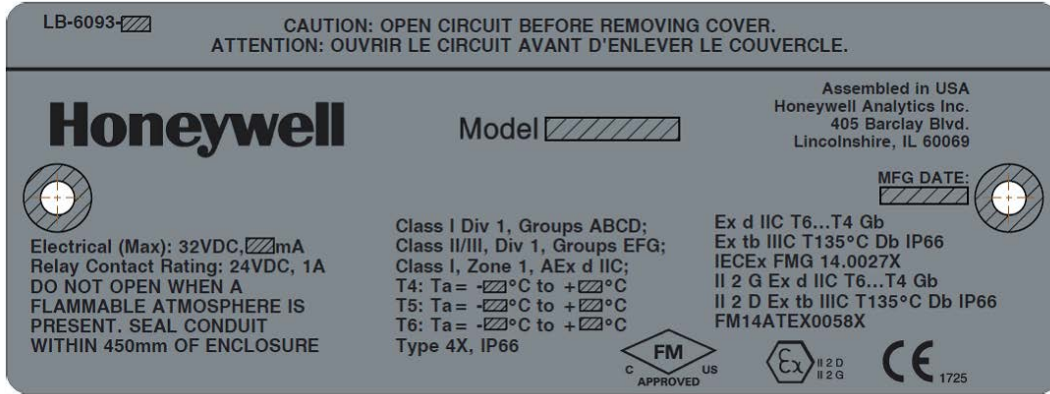 LB-6093-
CAUTION: OPEN CIRCUIT BEFORE REMOVING COVER.
ATTENTION: OUVRIR LE CIRCUIT AVANT D'ENLEVER LE COUVERCLE.
Honeywell
Model
Assembled in USA
Honeywell Analytics Inc.
405 Barclay Blvd.
Lincolnshire, IL 60069
MFG DATE:
Electrical (Max): 32VDC, mA
Relay Contact Rating: 24VDC, 1A
DO NOT OPEN WHEN A
FLAMMABLE ATMOSPHERE IS
PRESENT. SEAL CONDUIT
WITHIN 450mm OF ENCLOSURE
Class I Div 1, Groups ABCD;
Class II/III, Div 1, Groups EFG;
Class I, Zone 1, AEx d IIC;
T4: Ta = - °C to + °C
T5: Ta = - °C to + °C
T6: Ta = - °C to + °C
Type 4X, IP66
Ex d IIC T6...T4 Gb
Ex tb IIIC T135°C Db IP66
IECEx FMG 14.0027X
II 2 G Ex d IIC T6...T4 Gb
II 2 D Ex tb IIIC T135°C Db IP66
FM14ATEX0058X
FM
C US
APPROVED
Ex
II 2 D
II 2 G
CE
1725